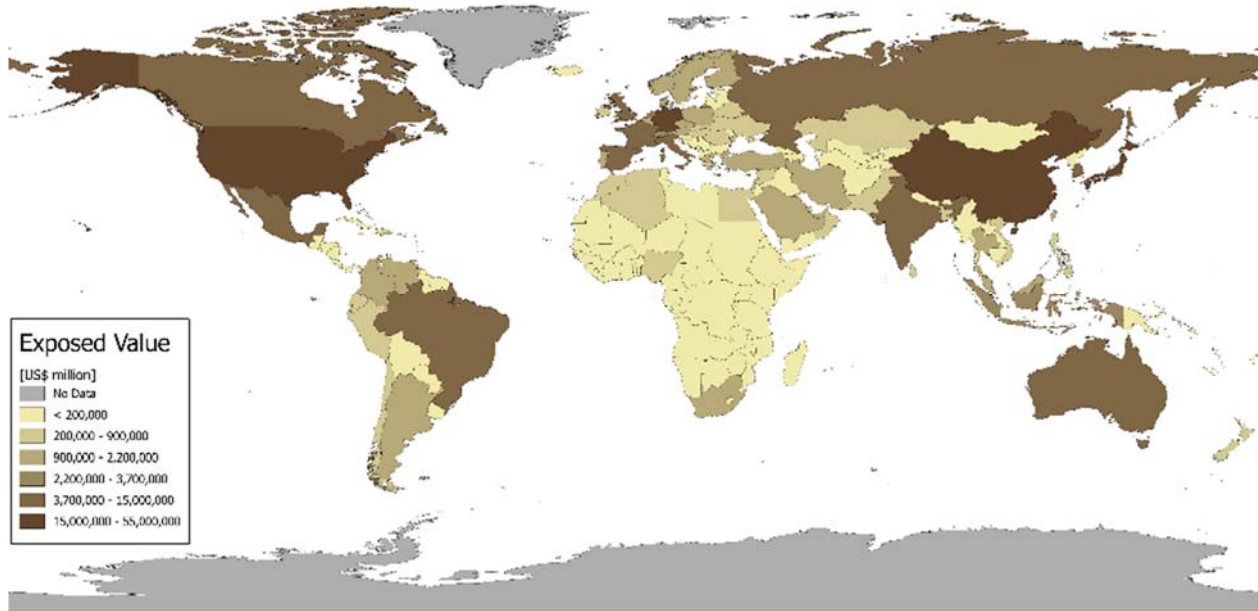 Exposed Value
[US$ million]
No Data
< 200,000
200,000 - 900,000
900,000 - 2,200,000
2,200,000 - 3,700,000
3,700,000 - 15,000,000
15,000,000 - 55,000,000